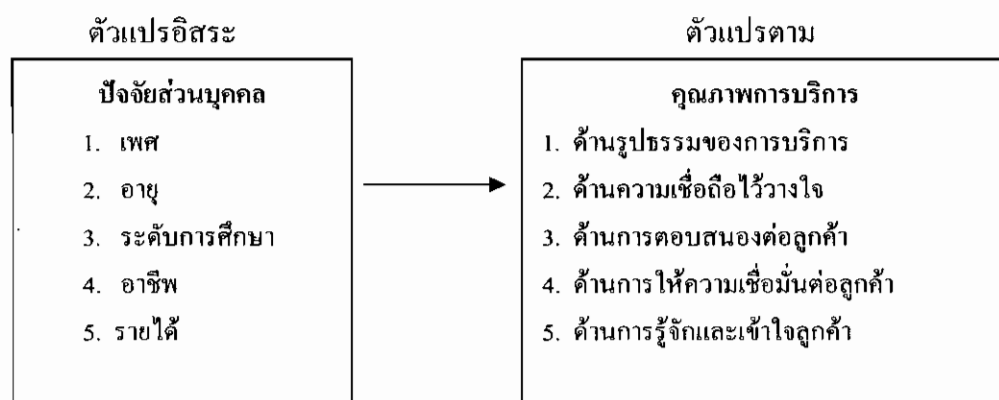 ตัวแปรอิสระ
ปัจจัยส่วนบุคคล
1. เพศ
2. อายุ
3. ระดับการศึกษา
4. อาชีพ
5. รายได้
ตัวแปรตาม
คุณภาพการบริการ
1. ด้านรูปธรรมของการบริการ
2. ด้านความเชื่อถือไว้วางใจ
3. ด้านการตอบสนองต่อลูกค้า
4. ด้านการให้ความเชื่อมั่นต่อลูกค้า
5. ด้านการรู้จักและเข้าใจลูกค้า